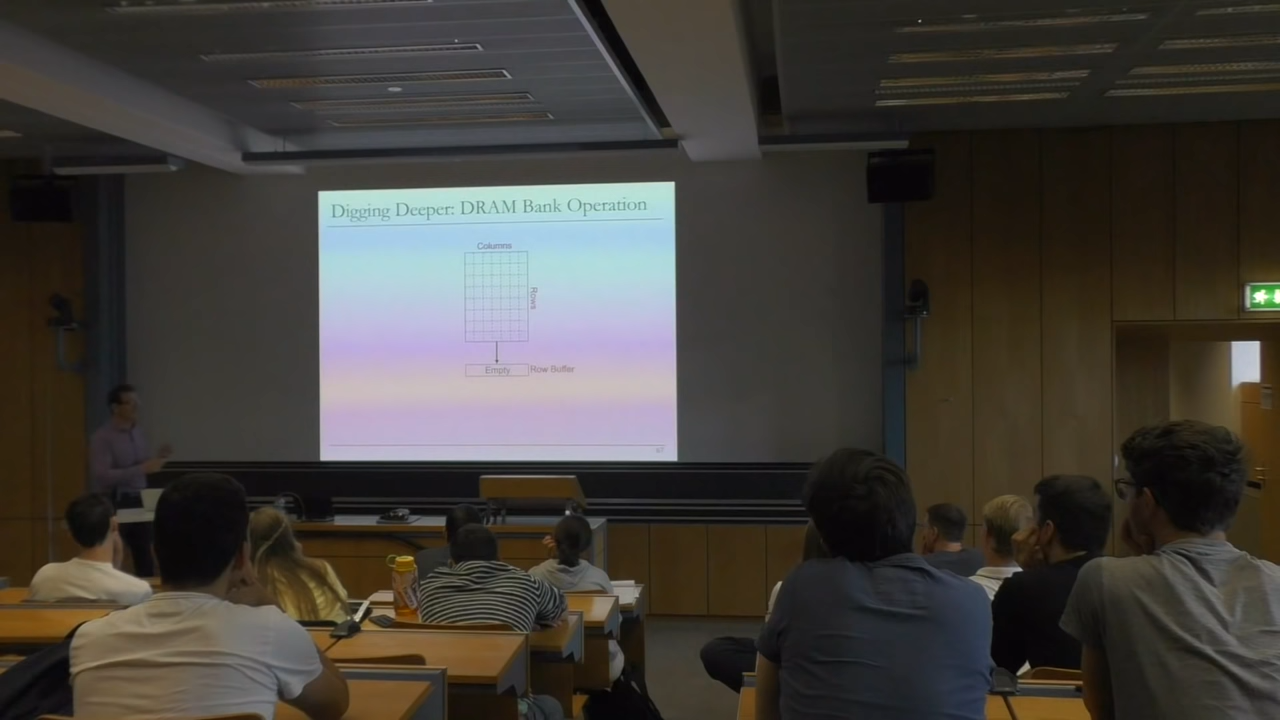 Digging Deeper: DRAM Bank Operation
Columns
Rows
Empty
Row Buffer